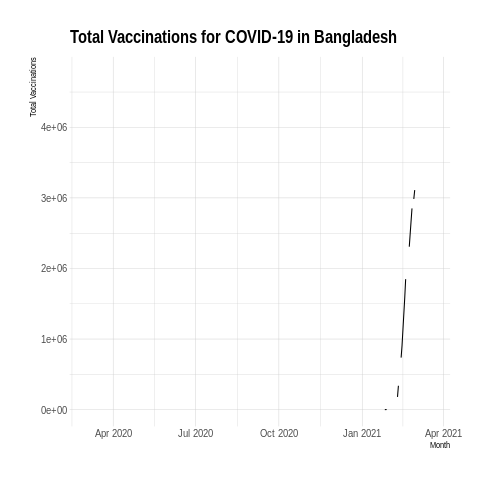 Total Vaccinations for COVID-19 in Bangladesh
Total Vaccinations
4e+06
3e+06
2e+06
1e+06
0e+00
Apr 2020 Jul 2020 Oct 2020 Jan 2021 Apr 2021
Month